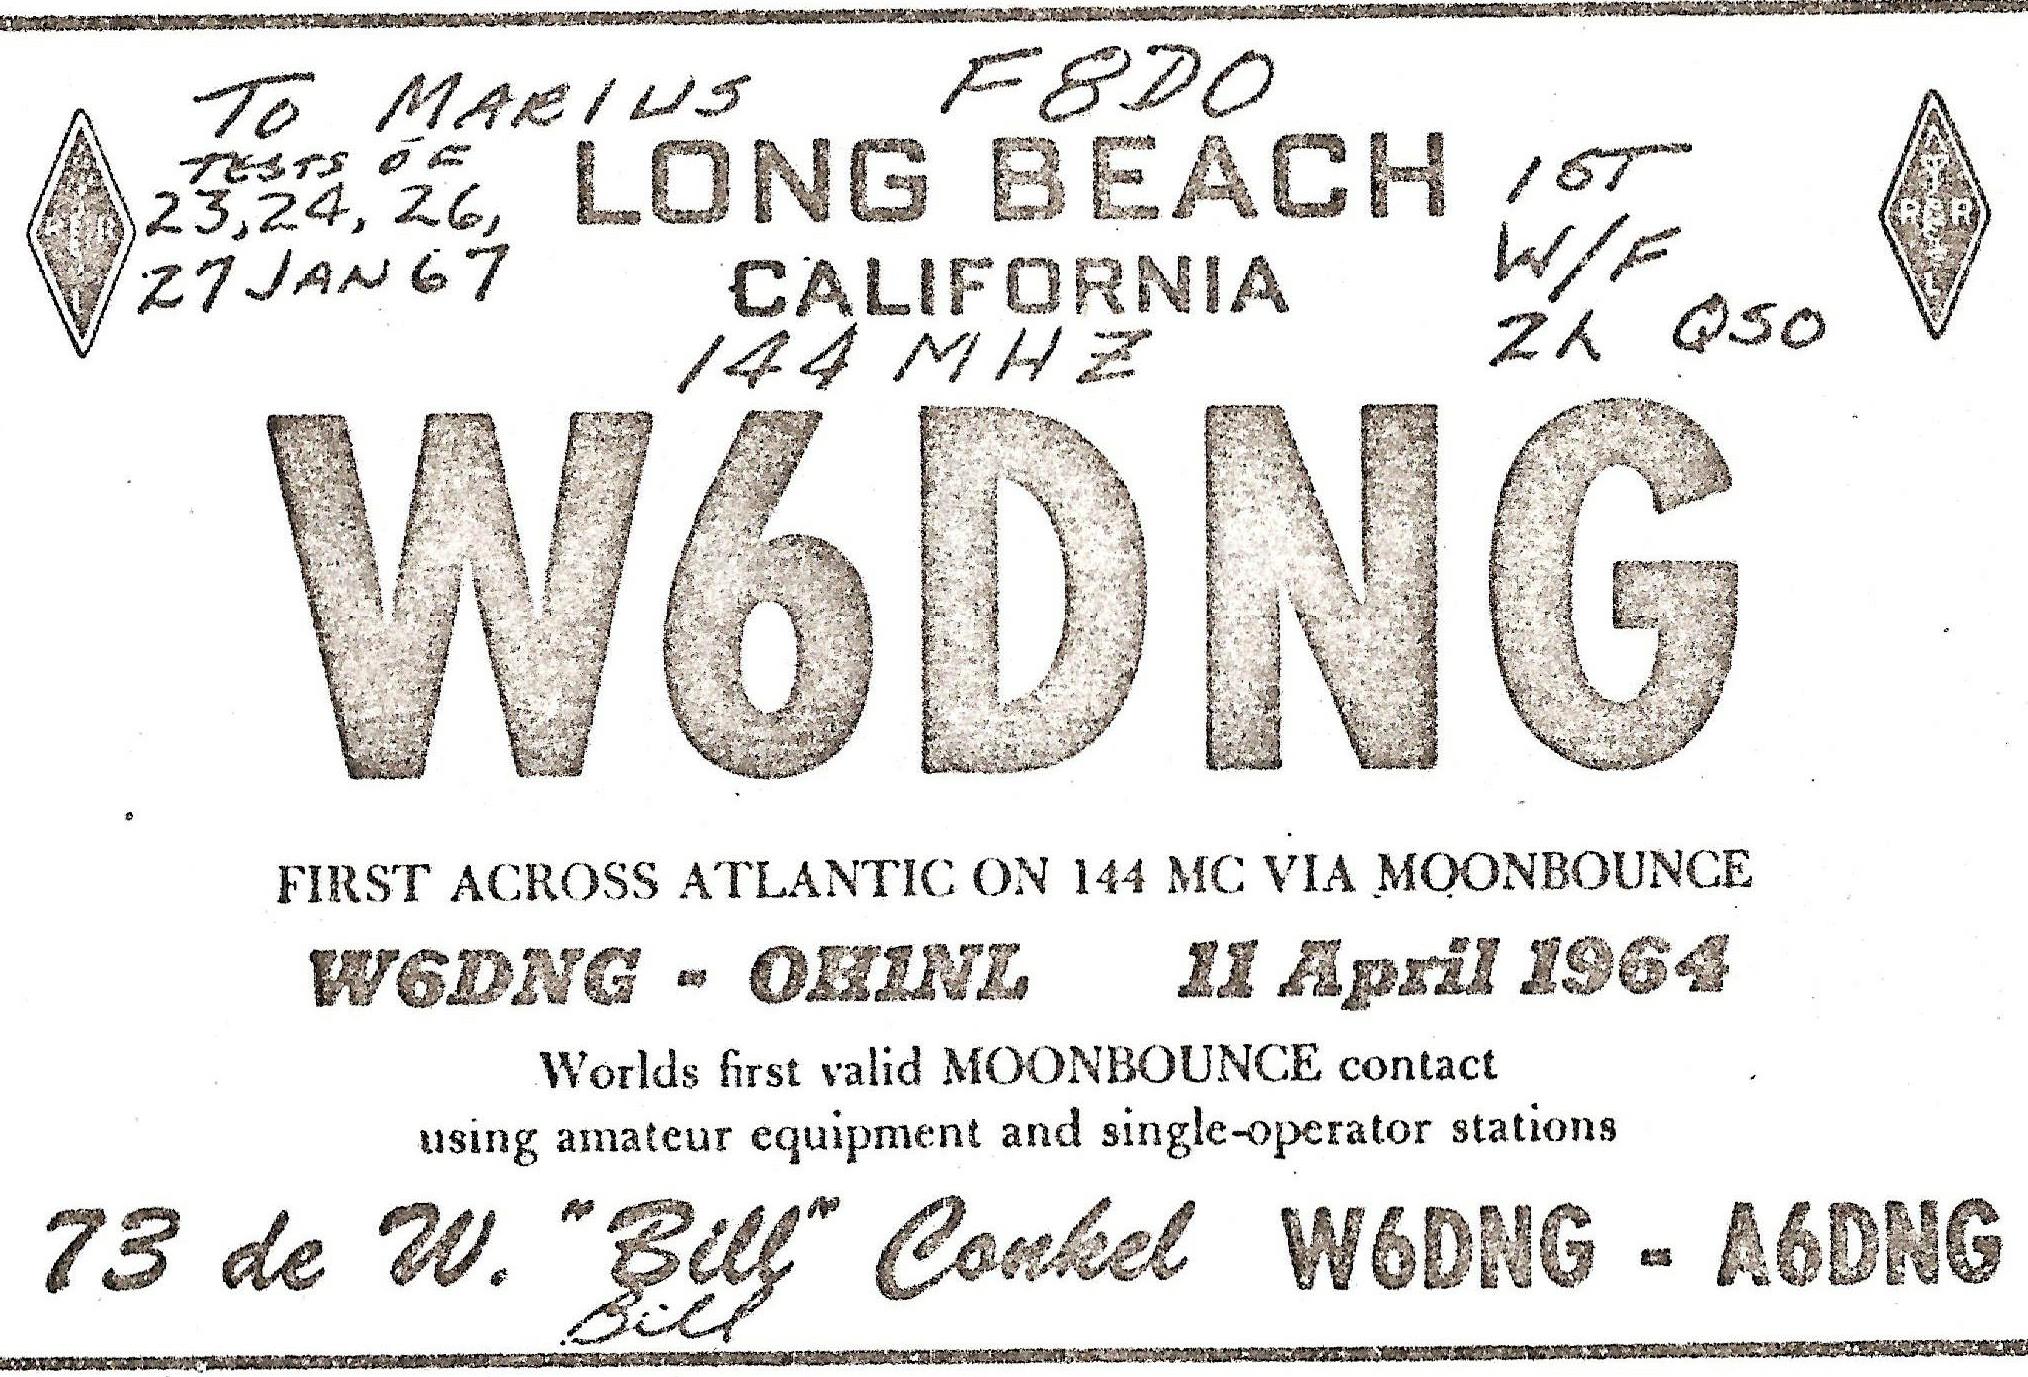 TO MARIUS F8DO
TESTS OF
23, 24, 26,
27 JAN 67
LONG BEACH
CALIFORNIA
144 MHZ
1ST
W/F
2M QSO
W6DNG
FIRST ACROSS ATLANTIC ON 144 MC VIA MOONBOUNCE
W6DNG - OH1NL 11 April 1964
Worlds first valid MOONBOUNCE contact
using amateur equipment and single-operator stations
73 de W. "Bill" Conkel W6DNG - A6DNG
Bill